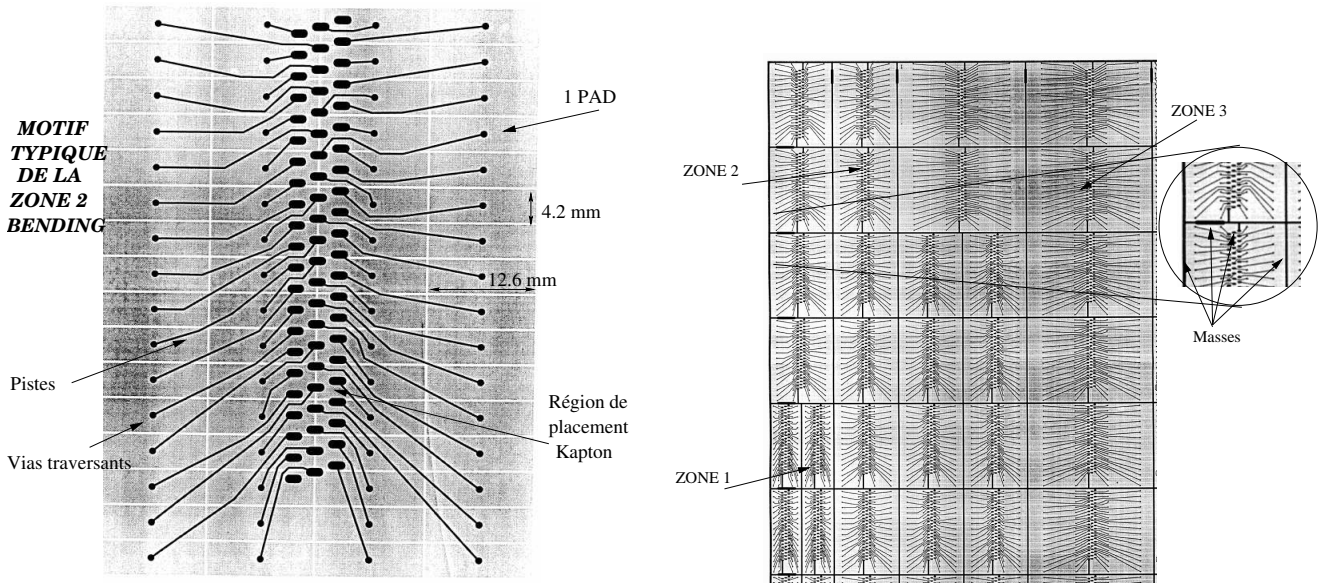 MOTIF
TYPIQUE
DE LA
ZONE 2
BENDING
1 PAD
4.2 mm
12.6 mm
Pistes
Vias traversants
Région de
placement
Kapton
ZONE 3
ZONE 2
ZONE 1
Masses